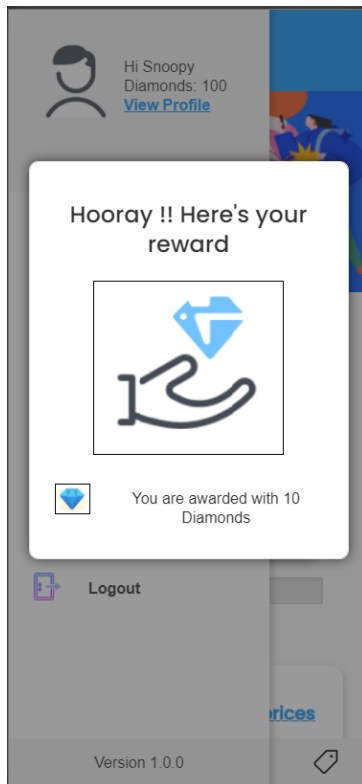 Hi Snoopy
Diamonds: 100
View Profile
Hooray !! Here's your
reward
You are awarded with 10
Diamonds
Logout
Version 1.0.0